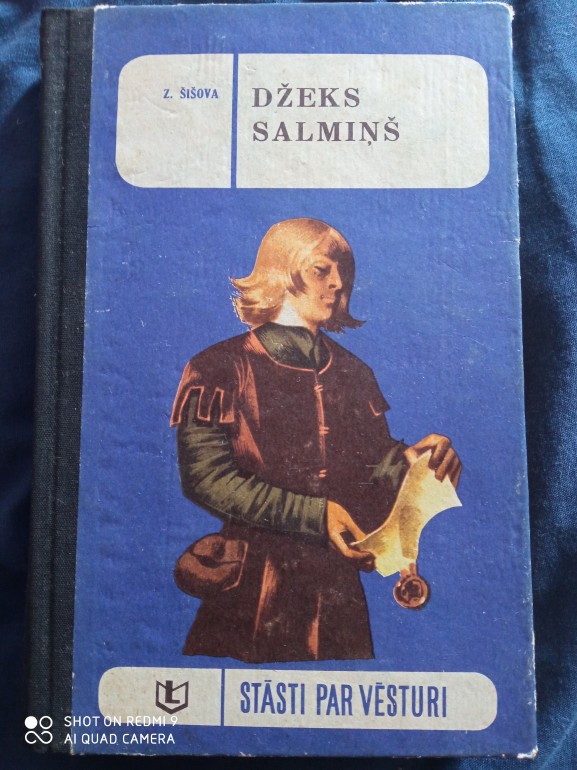 Z. ŠIŠOVA
DŽEKS
SALMIŅŠ
STĀSTI PAR VĒSTURI
SHOT ON REDMI 9
AI QUAD CAMERA